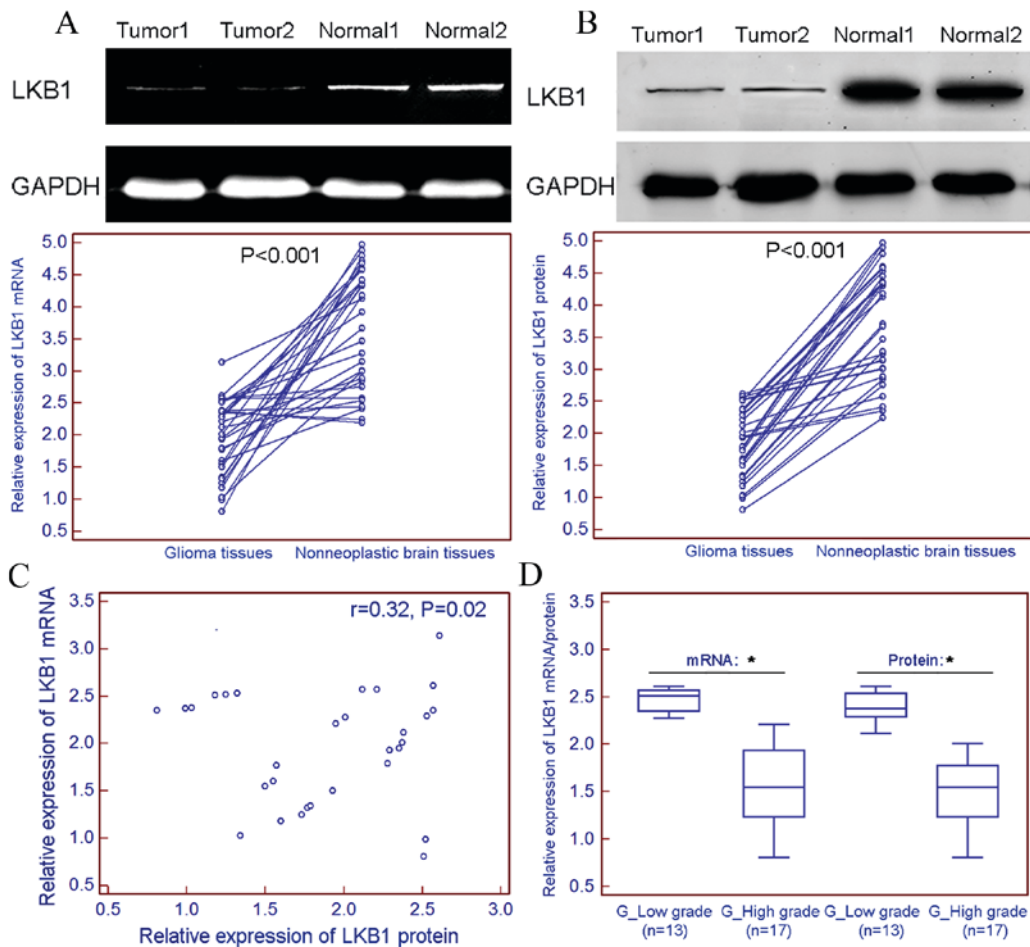 A
Tumor1 Tumor2 Normal1 Normal2
LKB1
GAPDH
P<0.001
Relative expression of LKB1 mRNA
5.0
4.5
4.0
3.5
3.0
2.5
2.0
1.5
1.0
0.5
Glioma tissues Nonneoplastic brain tissues
B
Tumor1 Tumor2 Normal1 Normal2
LKB1
GAPDH
P<0.001
Relative expression of LKB1 protein
5.0
4.5
4.0
3.5
3.0
2.5
2.0
1.5
1.0
0.5
Glioma tissues Nonneoplastic brain tissues
C
r=0.32, P=0.02
Relative expression of LKB1 mRNA
3.5
3.0
2.5
2.0
1.5
1.0
0.5
0.5 1.0 1.5 2.0 2.5 3.0
Relative expression of LKB1 protein
D
Relative expression of LKB1 mRNA/protein
3.5
3.0
2.5
2.0
1.5
1.0
0.5
mRNA: * Protein: *
G_Low grade G_High grade G_Low grade G_High grade
(n=13) (n=17) (n=13) (n=17)